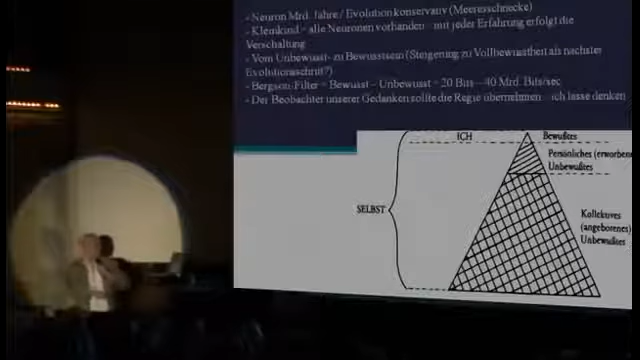 - Neuron Mrd. Jahre / Evolution konservativ (Meeresschnecke)
- Kleinkind – alle Neuronen vorhanden – mit jeder Erfahrung erfolgt die
Verschaltung
- Vom Unbewusst- zu Bewusstsein (Steigerung zu Vollbewusstheit als nächster
Evolutionsschritt?)
- Bergson-Filter = Bewusst – Unbewusst = 20 Bits – 40 Mrd. Bits/sec
- Der Beobachter unserer Gedanken sollte die Regie übernehmen – ich lasse denken
ICH
Bewußtes
Persönliches (erworbene
Unbewußtes
SELBST
Kollektives
(angeborenes)
Unbewußtes